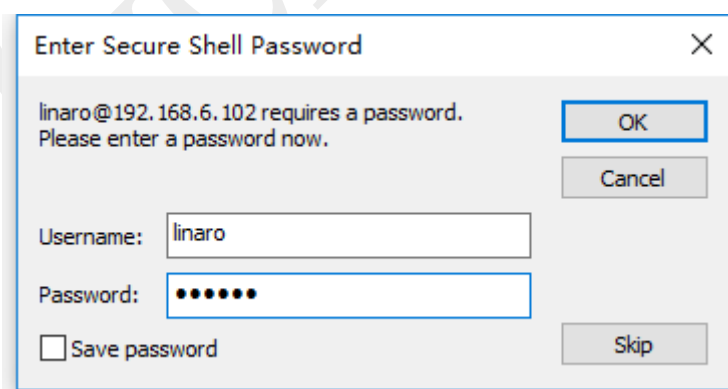 Enter Secure Shell Password
linaro@192.168.6.102 requires a password.
Please enter a password now.
OK
Cancel
Username: linaro
Password: ●●●●●●
Save password
Skip